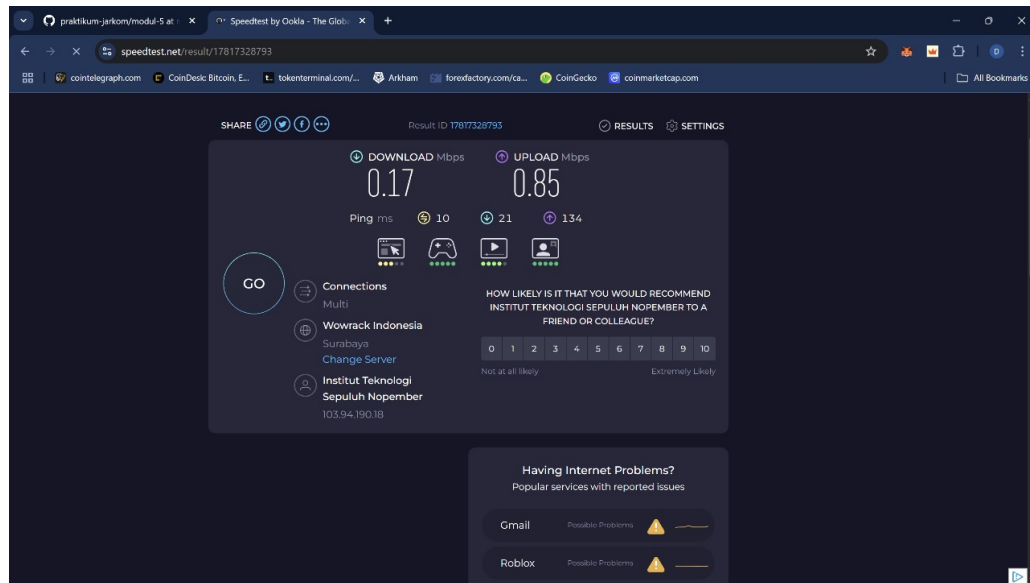 praktikum-jarkom/modul-5 at
Speedtest by Ookla - The Glob
speedtest.net/result/17817328793
D
cointelegraph.com
CoinDesk: Bitcoin, E...
tokenterminal.com/...
Arkham
forexfactory.com/ca...
CoinGecko
coinmarketcap.com
All Bookmarks
SHARE
Result ID 17817328793
RESULTS
SETTINGS
DOWNLOAD Mbps
UPLOAD Mbps
0.17
0.85
Ping ms 10 21 134
GO
Connections
Multi
Wowrack Indonesia
Surabaya
Change Server
Institut Teknologi
Sepuluh Nopember
103.94.190.18
HOW LIKELY IS IT THAT YOU WOULD RECOMMEND
INSTITUT TEKNOLOGI SEPULUH NOPEMBER TO A
FRIEND OR COLLEAGUE?
0 1 2 3 4 5 6 7 8 9 10
Not at all likely
Extremely Likely
Having Internet Problems?
Popular services with reported issues
Gmail
Possible Problems
Roblox
Possible Problems